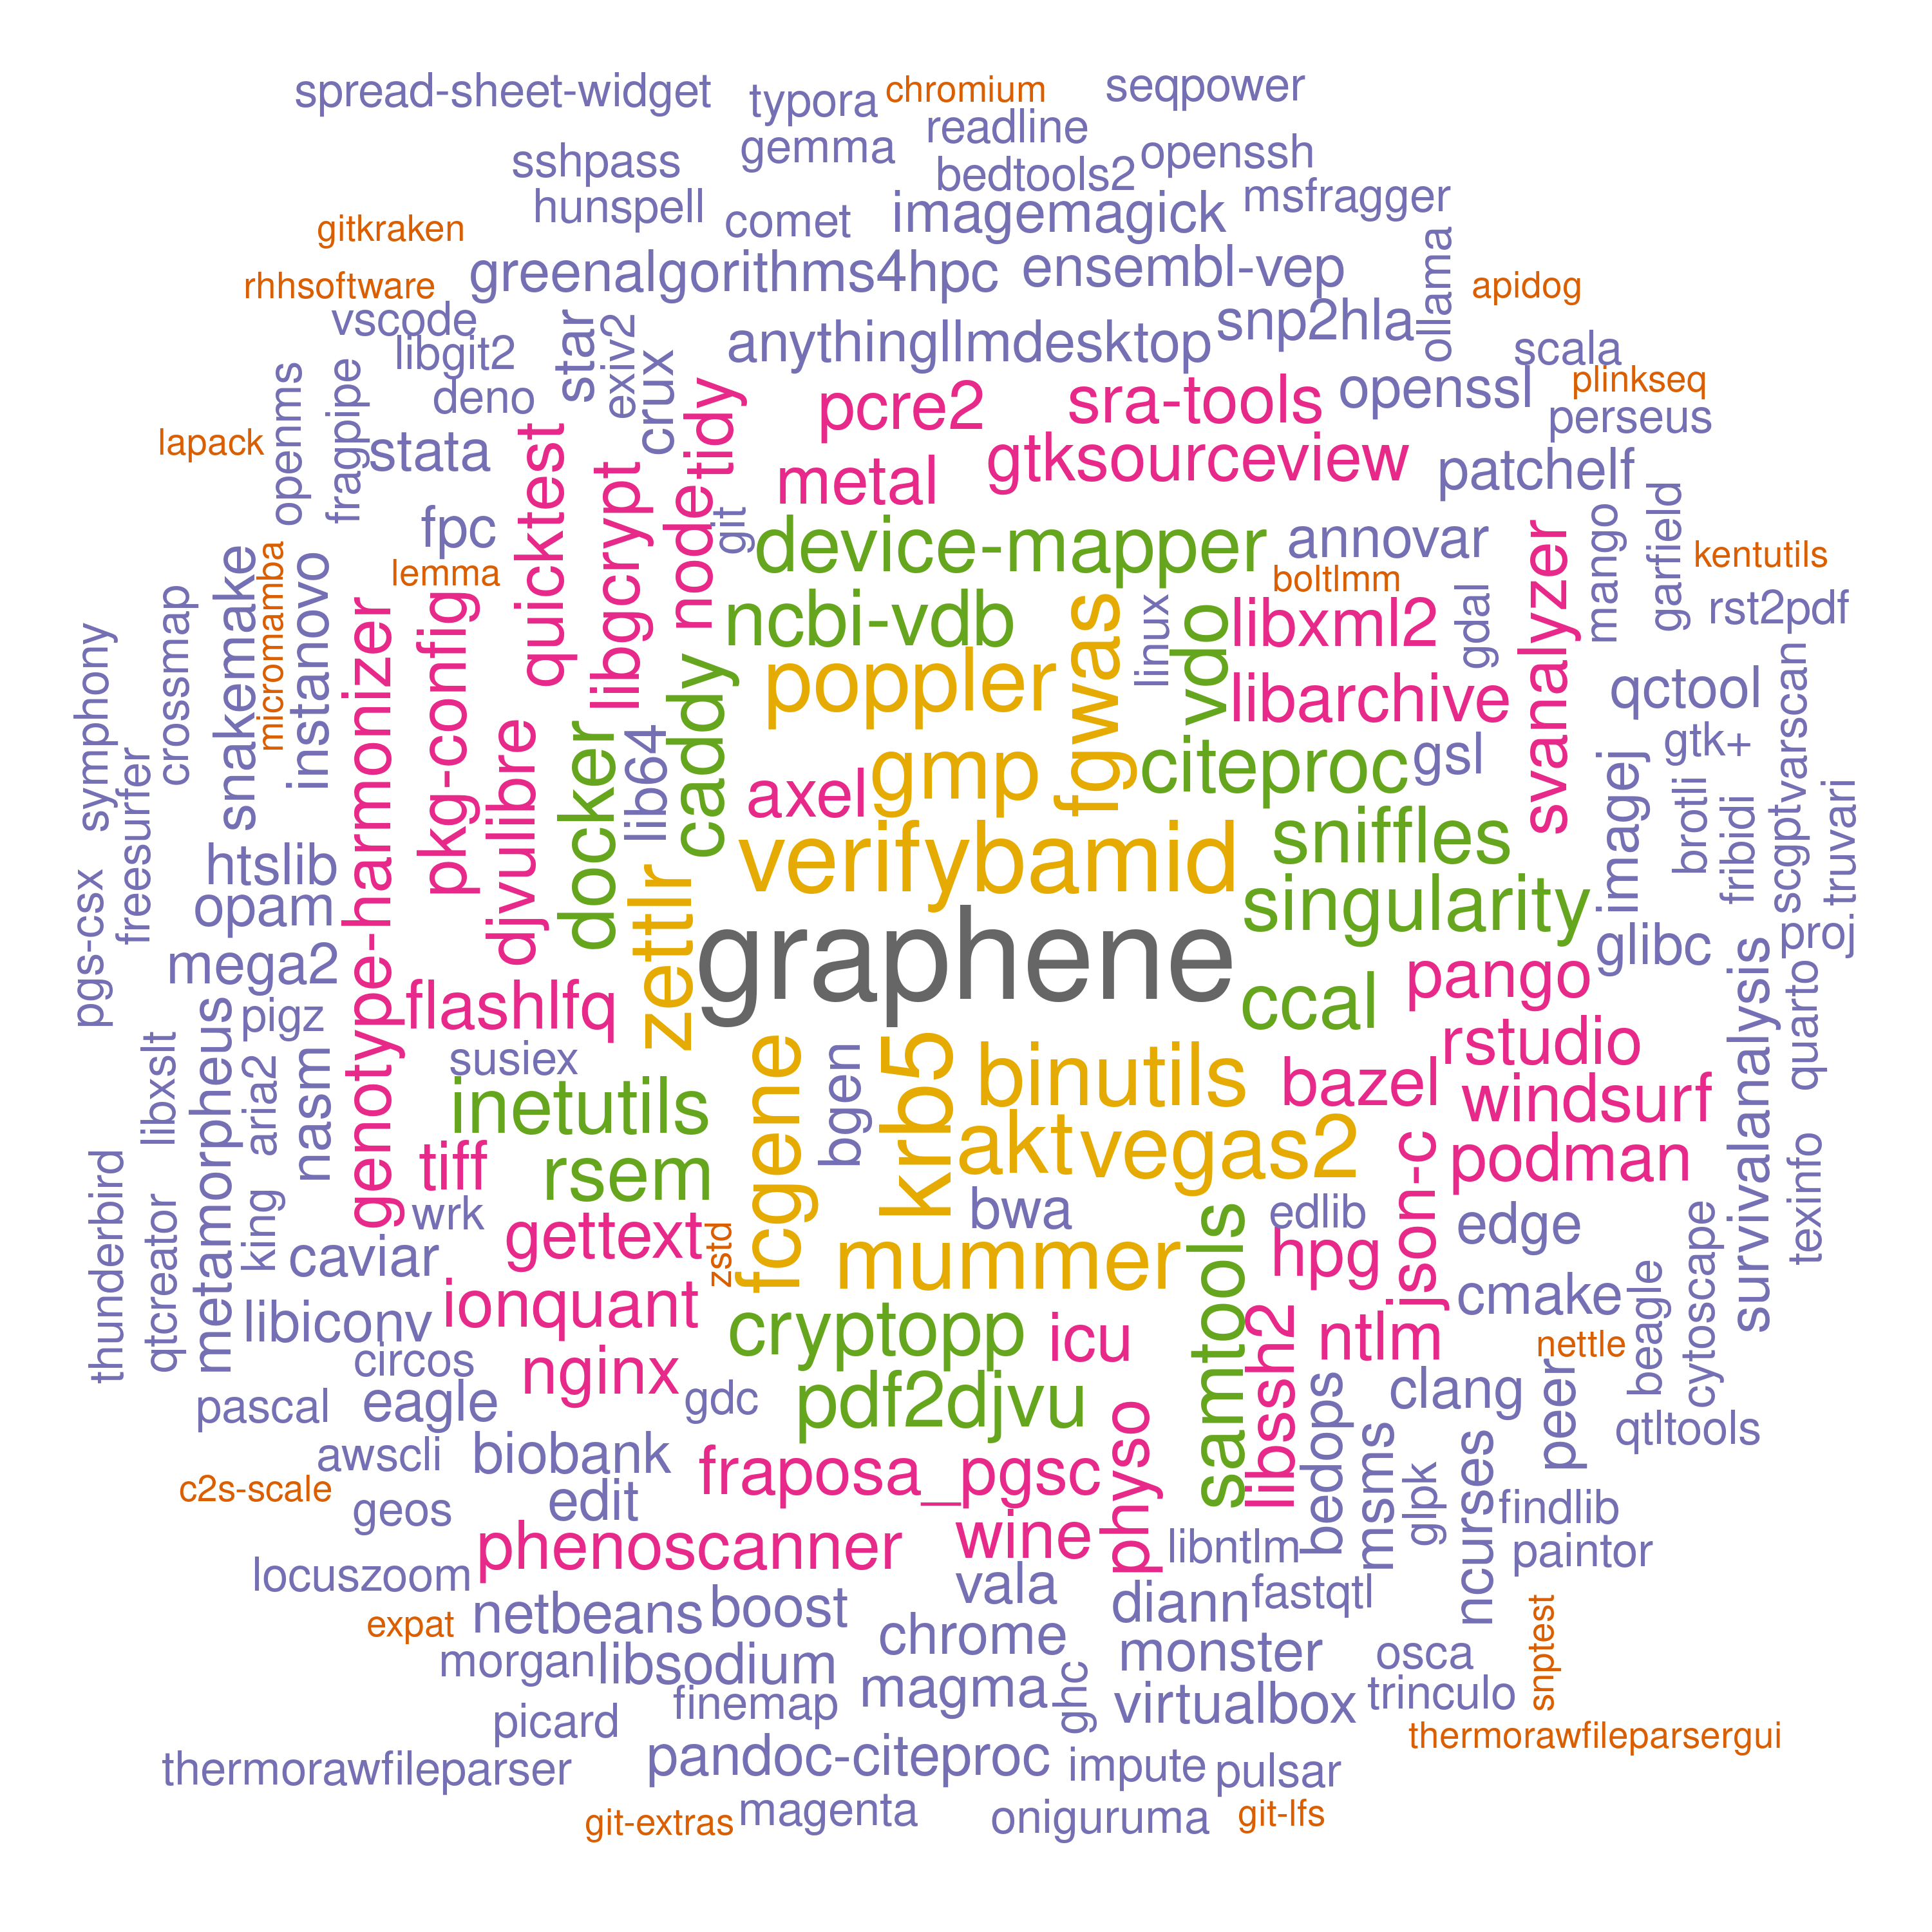 spread-sheet-widget
typora
chromium
seqpower
readline
gemma
openssh
sshpass
bedtools2
msfragger
hunspell
comet
imagemagick
gitkraken
greenalgorithms4hpc
ensembl-vep
ollama
rhhsoftware
apidog
vscode
star
exiv2
anythingllmdesktop
snp2hla
libgit2
crux
scala
openms
fragpipe
deno
tidy
pcre2
sra-tools
openssl
plinkseq
perseus
lapack
stata
quicktest
libgcrypt
node
metal
gtksourceview
patchelf
fpc
git
device-mapper
annovar
svanalyzer
mango
garfield
kentutils
snakemake
micromamba
instanovo
lemma
boltlmm
crossmap
genotype-harmonizer
pkg-config
ncbi-vdb
fgwas
linux
vdo
libxml2
gdal
rst2pdf
symphony
caddy
poppler
libarchive
qctool
varscan
freesurfer
djvulibre
docker
lib64
axel
gmp
citeproc
gsl
imagej
gtk+
brotli
fribidi
scgpt
truvari
htslib
verifybamid
sniffles
pgs-csx
opam
zettlr
graphene
singularity
glibc
proj.
mega2
flashlfq
ccal
pango
survivalanalysis
quarto
metamorpheus
pigz
libxslt
aria2
nasm
susiex
fcgene
bgen
krb5
binutils
bazel
rstudio
windsurf
inetutils
aktvegas2
json-c
podman
texinfo
thunderbird
qtcreator
king
tiff
rsem
wrk
bwa
samtools
edlib
edge
cytoscape
caviar
gettext
zstd
mummer
hpg
beagle
libiconv
ionquant
cryptopp
icu
libssh2
ntlm
cmake
nettle
circos
nginx
gdc
pdf2djvu
bedops
clang
peer
pascal
eagle
physo
msms
ncurses
qtltools
awscli
biobank
fraposa_pgsc
glpk
c2s-scale
geos
edit
findlib
phenoscanner
wine
libntlm
paintor
locuszoom
vala
diann
fastqtl
expat
netbeans
boost
chrome
monster
osca
snptest
morgan
libsodium
magma
ghc
virtualbox
trinculo
picard
finemap
thermorawfileparsergui
thermorawfileparser
pandoc-citeproc
impute
pulsar
git-extras
magenta
oniguruma
git-lfs